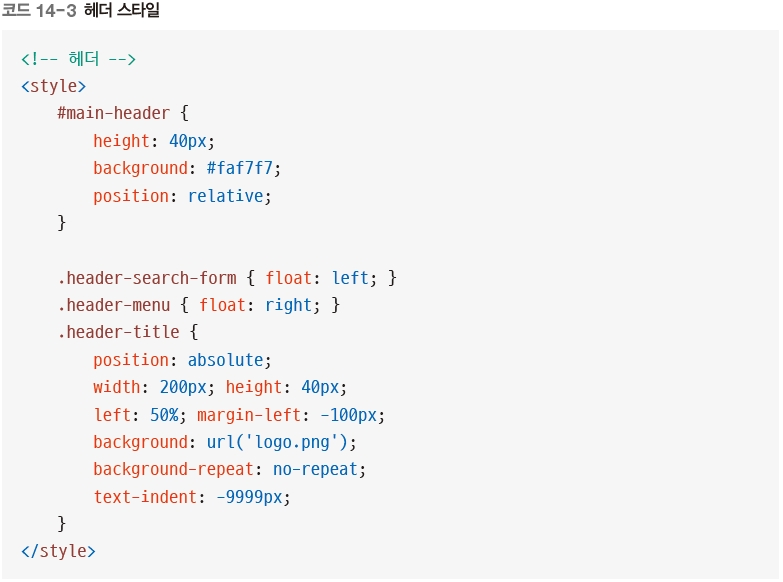 코드 14-3 헤더 스타일
<!-- 헤더 -->
<style>
    #main-header {
        height: 40px;
        background: #faf7f7;
        position: relative;
    }

    .header-search-form { float: left; }
    .header-menu { float: right; }
    .header-title {
        position: absolute;
        width: 200px; height: 40px;
        left: 50%; margin-left: -100px;
        background: url('logo.png');
        background-repeat: no-repeat;
        text-indent: -9999px;
    }
</style>